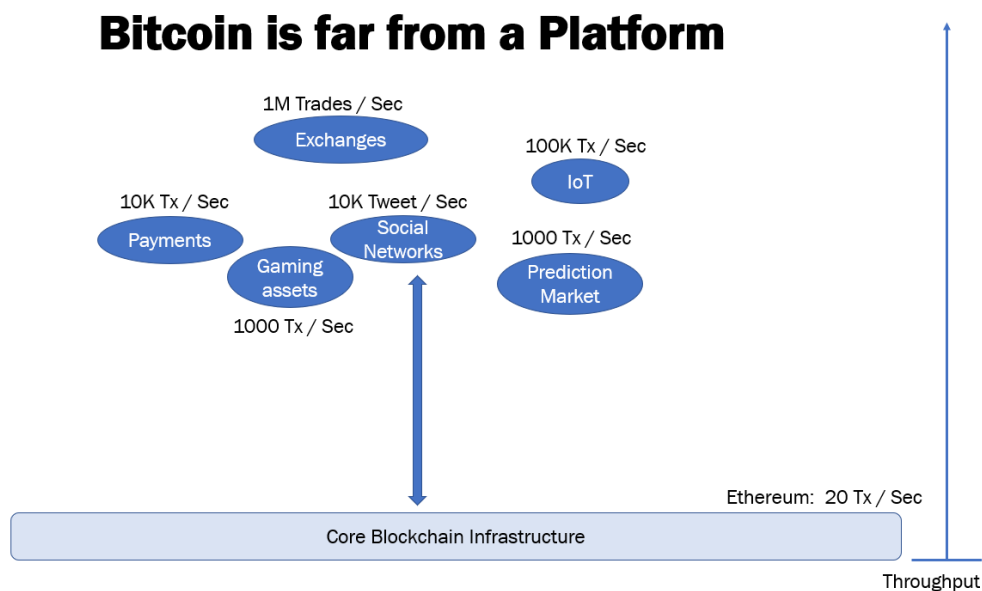 Bitcoin is far from a Platform
1M Trades / Sec
Exchanges
100K Tx / Sec
IoT
10K Tx / Sec
Payments
10K Tweet / Sec
Social
Networks
1000 Tx / Sec
Prediction
Market
Gaming
assets
1000 Tx / Sec
Ethereum:  20 Tx / Sec
Core Blockchain Infrastructure
Throughput